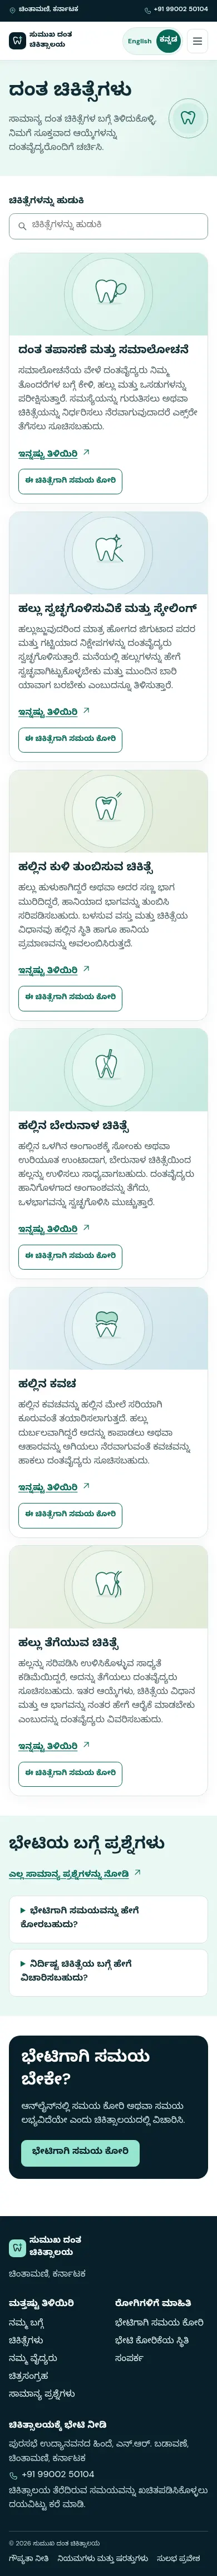 ಚಿಂತಾಮಣಿ, ಕರ್ನಾಟಕ
+91 99002 50104
ಸುಮುಖ ದಂತ
ಚಿಕಿತ್ಸಾಲಯ
English
ಕನ್ನಡ
ದಂತ ಚಿಕಿತ್ಸೆಗಳು
ಸಾಮಾನ್ಯ ದಂತ ಚಿಕಿತ್ಸೆಗಳ ಬಗ್ಗೆ ತಿಳಿದುಕೊಳ್ಳಿ.
ನಿಮಗೆ ಸೂಕ್ತವಾದ ಆಯ್ಕೆಗಳನ್ನು
ದಂತವೈದ್ಯರೊಂದಿಗೆ ಚರ್ಚಿಸಿ.
ಚಿಕಿತ್ಸೆಗಳನ್ನು ಹುಡುಕಿ
ಚಿಕಿತ್ಸೆಗಳನ್ನು ಹುಡುಕಿ
ದಂತ ತಪಾಸಣೆ ಮತ್ತು ಸಮಾಲೋಚನೆ
ಸಮಾಲೋಚನೆಯ ವೇಳೆ ದಂತವೈದ್ಯರು ನಿಮ್ಮ
ತೊಂದರೆಗಳ ಬಗ್ಗೆ ಕೇಳಿ, ಹಲ್ಲು ಮತ್ತು ಒಸಡುಗಳನ್ನು
ಪರೀಕ್ಷಿಸುತ್ತಾರೆ. ಸಮಸ್ಯೆಯನ್ನು ಗುರುತಿಸಲು ಅಥವಾ
ಚಿಕಿತ್ಸೆಯನ್ನು ನಿರ್ಧರಿಸಲು ನೆರವಾಗುವುದಾದರೆ ಎಕ್ಸ್‌ರೇ
ತೆಗೆಸಲು ಸೂಚಿಸಬಹುದು.
ಇನ್ನಷ್ಟು ತಿಳಿಯಿರಿ
ಈ ಚಿಕಿತ್ಸೆಗಾಗಿ ಸಮಯ ಕೋರಿ
ಹಲ್ಲು ಸ್ವಚ್ಛಗೊಳಿಸುವಿಕೆ ಮತ್ತು ಸ್ಕೇಲಿಂಗ್
ಹಲ್ಲುಜ್ಜುವುದರಿಂದ ಮಾತ್ರ ಹೋಗದ ಜಿಗುಟಾದ ಪದರ
ಮತ್ತು ಗಟ್ಟಿಯಾದ ನಿಕ್ಷೇಪಗಳನ್ನು ದಂತವೈದ್ಯರು
ಸ್ವಚ್ಛಗೊಳಿಸುತ್ತಾರೆ. ಮನೆಯಲ್ಲಿ ಹಲ್ಲುಗಳನ್ನು ಹೇಗೆ
ಸ್ವಚ್ಛವಾಗಿಟ್ಟುಕೊಳ್ಳಬೇಕು ಮತ್ತು ಮುಂದಿನ ಬಾರಿ
ಯಾವಾಗ ಬರಬೇಕು ಎಂಬುದನ್ನೂ ತಿಳಿಸುತ್ತಾರೆ.
ಇನ್ನಷ್ಟು ತಿಳಿಯಿರಿ
ಈ ಚಿಕಿತ್ಸೆಗಾಗಿ ಸಮಯ ಕೋರಿ
ಹಲ್ಲಿನ ಕುಳಿ ತುಂಬಿಸುವ ಚಿಕಿತ್ಸೆ
ಹಲ್ಲು ಹುಳುಕಾಗಿದ್ದರೆ ಅಥವಾ ಅದರ ಸಣ್ಣ ಭಾಗ
ಮುರಿದಿದ್ದರೆ, ಹಾನಿಯಾದ ಭಾಗವನ್ನು ತುಂಬಿಸಿ
ಸರಿಪಡಿಸಬಹುದು. ಬಳಸುವ ವಸ್ತು ಮತ್ತು ಚಿಕಿತ್ಸೆಯ
ವಿಧಾನವು ಹಲ್ಲಿನ ಸ್ಥಿತಿ ಹಾಗೂ ಹಾನಿಯ
ಪ್ರಮಾಣವನ್ನು ಅವಲಂಬಿಸಿರುತ್ತದೆ.
ಇನ್ನಷ್ಟು ತಿಳಿಯಿರಿ
ಈ ಚಿಕಿತ್ಸೆಗಾಗಿ ಸಮಯ ಕೋರಿ
ಹಲ್ಲಿನ ಬೇರುನಾಳ ಚಿಕಿತ್ಸೆ
ಹಲ್ಲಿನ ಒಳಗಿನ ಅಂಗಾಂಶಕ್ಕೆ ಸೋಂಕು ಅಥವಾ
ಉರಿಯೂತ ಉಂಟಾದಾಗ, ಬೇರುನಾಳ ಚಿಕಿತ್ಸೆಯಿಂದ
ಹಲ್ಲನ್ನು ಉಳಿಸಲು ಸಾಧ್ಯವಾಗಬಹುದು. ದಂತವೈದ್ಯರು
ಹಾನಿಗೊಳಗಾದ ಅಂಗಾಂಶವನ್ನು ತೆಗೆದು,
ಒಳಭಾಗವನ್ನು ಸ್ವಚ್ಛಗೊಳಿಸಿ ಮುಚ್ಚುತ್ತಾರೆ.
ಇನ್ನಷ್ಟು ತಿಳಿಯಿರಿ
ಈ ಚಿಕಿತ್ಸೆಗಾಗಿ ಸಮಯ ಕೋರಿ
ಹಲ್ಲಿನ ಕವಚ
ಹಲ್ಲಿನ ಕವಚವನ್ನು ಹಲ್ಲಿನ ಮೇಲೆ ಸರಿಯಾಗಿ
ಕೂರುವಂತೆ ತಯಾರಿಸಲಾಗುತ್ತದೆ. ಹಲ್ಲು
ದುರ್ಬಲವಾಗಿದ್ದರೆ ಅದನ್ನು ಕಾಪಾಡಲು ಅಥವಾ
ಆಹಾರವನ್ನು ಅಗಿಯಲು ನೆರವಾಗುವಂತೆ ಕವಚವನ್ನು
ಹಾಕಲು ದಂತವೈದ್ಯರು ಸೂಚಿಸಬಹುದು.
ಇನ್ನಷ್ಟು ತಿಳಿಯಿರಿ
ಈ ಚಿಕಿತ್ಸೆಗಾಗಿ ಸಮಯ ಕೋರಿ
ಹಲ್ಲು ತೆಗೆಯುವ ಚಿಕಿತ್ಸೆ
ಹಲ್ಲನ್ನು ಸರಿಪಡಿಸಿ ಉಳಿಸಿಕೊಳ್ಳುವ ಸಾಧ್ಯತೆ
ಕಡಿಮೆಯಿದ್ದರೆ, ಅದನ್ನು ತೆಗೆಯಲು ದಂತವೈದ್ಯರು
ಸೂಚಿಸಬಹುದು. ಇತರ ಆಯ್ಕೆಗಳು, ಚಿಕಿತ್ಸೆಯ ವಿಧಾನ
ಮತ್ತು ಆ ಭಾಗವನ್ನು ನಂತರ ಹೇಗೆ ಆರೈಕೆ ಮಾಡಬೇಕು
ಎಂಬುದನ್ನು ದಂತವೈದ್ಯರು ವಿವರಿಸಬಹುದು.
ಇನ್ನಷ್ಟು ತಿಳಿಯಿರಿ
ಈ ಚಿಕಿತ್ಸೆಗಾಗಿ ಸಮಯ ಕೋರಿ
ಭೇಟಿಯ ಬಗ್ಗೆ ಪ್ರಶ್ನೆಗಳು
ಎಲ್ಲ ಸಾಮಾನ್ಯ ಪ್ರಶ್ನೆಗಳನ್ನು ನೋಡಿ
ಭೇಟಿಗಾಗಿ ಸಮಯವನ್ನು ಹೇಗೆ
ಕೋರಬಹುದು?
ನಿರ್ದಿಷ್ಟ ಚಿಕಿತ್ಸೆಯ ಬಗ್ಗೆ ಹೇಗೆ
ವಿಚಾರಿಸಬಹುದು?
ಭೇಟಿಗಾಗಿ ಸಮಯ
ಬೇಕೇ?
ಆನ್‌ಲೈನ್‌ನಲ್ಲಿ ಸಮಯ ಕೋರಿ ಅಥವಾ ಸಮಯ
ಲಭ್ಯವಿದೆಯೇ ಎಂದು ಚಿಕಿತ್ಸಾಲಯದಲ್ಲಿ ವಿಚಾರಿಸಿ.
ಭೇಟಿಗಾಗಿ ಸಮಯ ಕೋರಿ
ಸುಮುಖ ದಂತ
ಚಿಕಿತ್ಸಾಲಯ
ಚಿಂತಾಮಣಿ, ಕರ್ನಾಟಕ
ಮತ್ತಷ್ಟು ತಿಳಿಯಿರಿ
ನಮ್ಮ ಬಗ್ಗೆ
ಚಿಕಿತ್ಸೆಗಳು
ನಮ್ಮ ವೈದ್ಯರು
ಚಿತ್ರಸಂಗ್ರಹ
ಸಾಮಾನ್ಯ ಪ್ರಶ್ನೆಗಳು
ರೋಗಿಗಳಿಗೆ ಮಾಹಿತಿ
ಭೇಟಿಗಾಗಿ ಸಮಯ ಕೋರಿ
ಭೇಟಿ ಕೋರಿಕೆಯ ಸ್ಥಿತಿ
ಸಂಪರ್ಕ
ಚಿಕಿತ್ಸಾಲಯಕ್ಕೆ ಭೇಟಿ ನೀಡಿ
ಪುರಸಭೆ ಉದ್ಯಾನವನದ ಹಿಂದೆ, ಎನ್.ಆರ್. ಬಡಾವಣೆ,
ಚಿಂತಾಮಣಿ, ಕರ್ನಾಟಕ
+91 99002 50104
ಚಿಕಿತ್ಸಾಲಯ ತೆರೆದಿರುವ ಸಮಯವನ್ನು ಖಚಿತಪಡಿಸಿಕೊಳ್ಳಲು
ದಯವಿಟ್ಟು ಕರೆ ಮಾಡಿ.
© 2026 ಸುಮುಖ ದಂತ ಚಿಕಿತ್ಸಾಲಯ
ಗೌಪ್ಯತಾ ನೀತಿ
ನಿಯಮಗಳು ಮತ್ತು ಷರತ್ತುಗಳು
ಸುಲಭ ಪ್ರವೇಶ